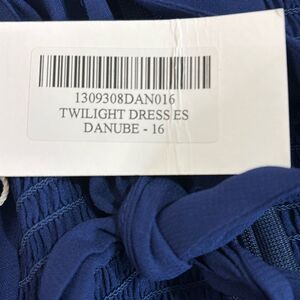 1309308DAN016
TWILIGHT DRESSES
DANUBE - 16